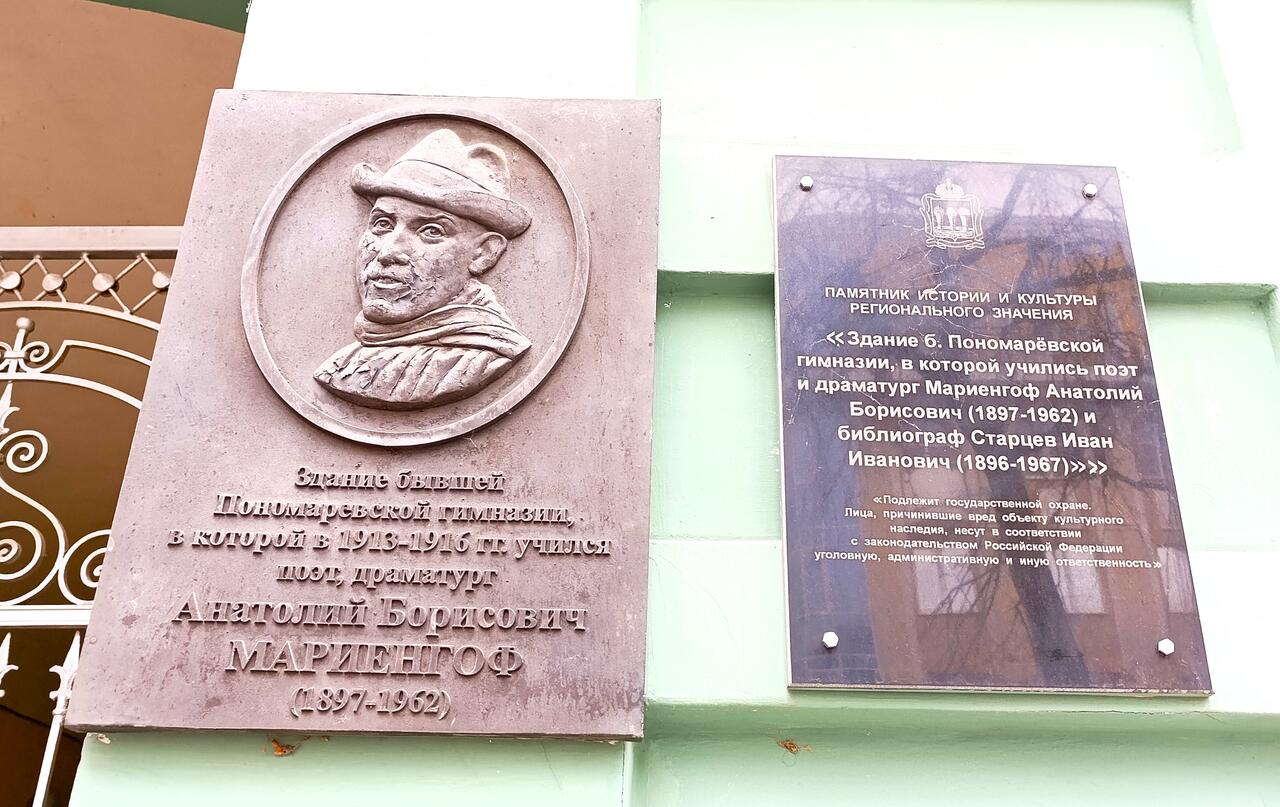 Здание бывшей
Пономаревской гимназии,
в которой в 1913-1916 гг. учился
поэт, драматург
Анатолий Борисович
МАРИЕНГОФ
(1897-1962)
ПАМЯТНИК ИСТОРИИ И КУЛЬТУРЫ
РЕГИОНАЛЬНОГО ЗНАЧЕНИЯ
«Здание б. Пономарёвской
гимназии, в которой учились поэт
и драматург Мариенгоф Анатолий
Борисович (1897-1962) и
библиограф Старцев Иван
Иванович (1896-1967)»»
«Подлежит государственной охране.
Лица, причинившие вред объекту культурного
наследия, несут в соответствии
с законодательством Российской Федерации
уголовную, административную и иную ответственность»